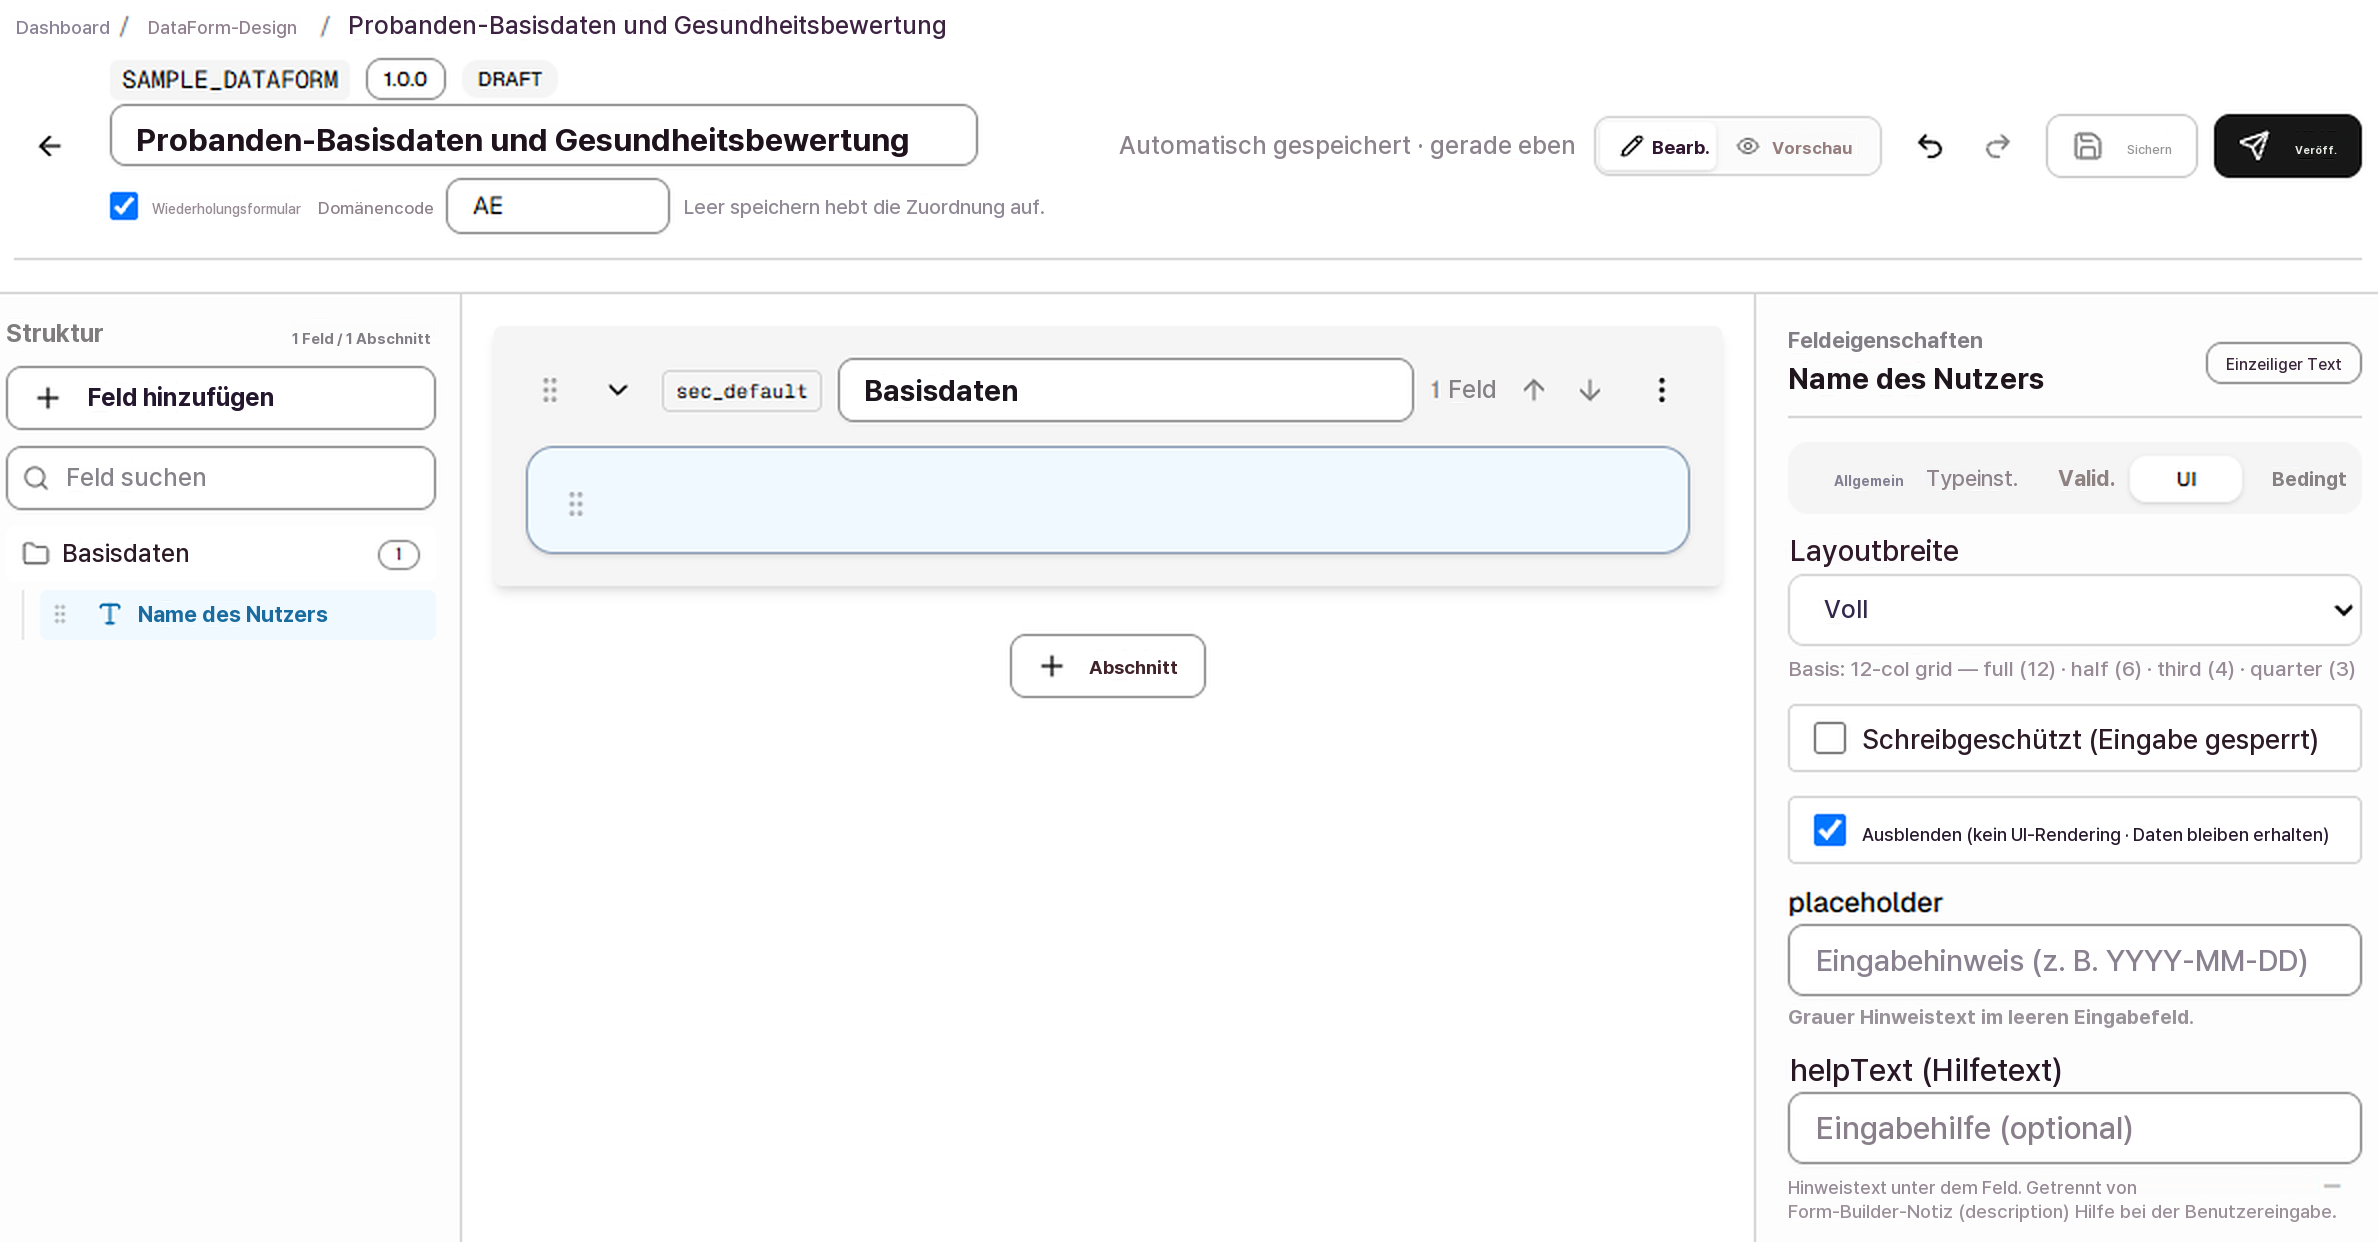 Dashboard / DataForm-Design / Probanden-Basisdaten und Gesundheitsbewertung
SAMPLE_DATAFORM 1.0.0 DRAFT
Probanden-Basisdaten und Gesundheitsbewertung
Automatisch gespeichert · gerade eben Bearb. Vorschau Sichern Veröff.
Wiederholungsformular Domänencode AE Leer speichern hebt die Zuordnung auf.
Struktur 1 Feld / 1 Abschnitt
Feld hinzufügen
Feld suchen
Basisdaten 1
Name des Nutzers
sec_default Basisdaten 1 Feld
Abschnitt
Feldeigenschaften
Name des Nutzers Einzeiliger Text
Allgemein Typeinst. Valid. UI Bedingt
Layoutbreite
Voll
Basis: 12-col grid — full (12) · half (6) · third (4) · quarter (3)
Schreibgeschützt (Eingabe gesperrt)
Ausblenden (kein UI-Rendering · Daten bleiben erhalten)
placeholder
Eingabehinweis (z. B. YYYY-MM-DD)
Grauer Hinweistext im leeren Eingabefeld.
helpText (Hilfetext)
Eingabehilfe (optional)
Hinweistext unter dem Feld. Getrennt von
Form-Builder-Notiz (description) Hilfe bei der Benutzereingabe.